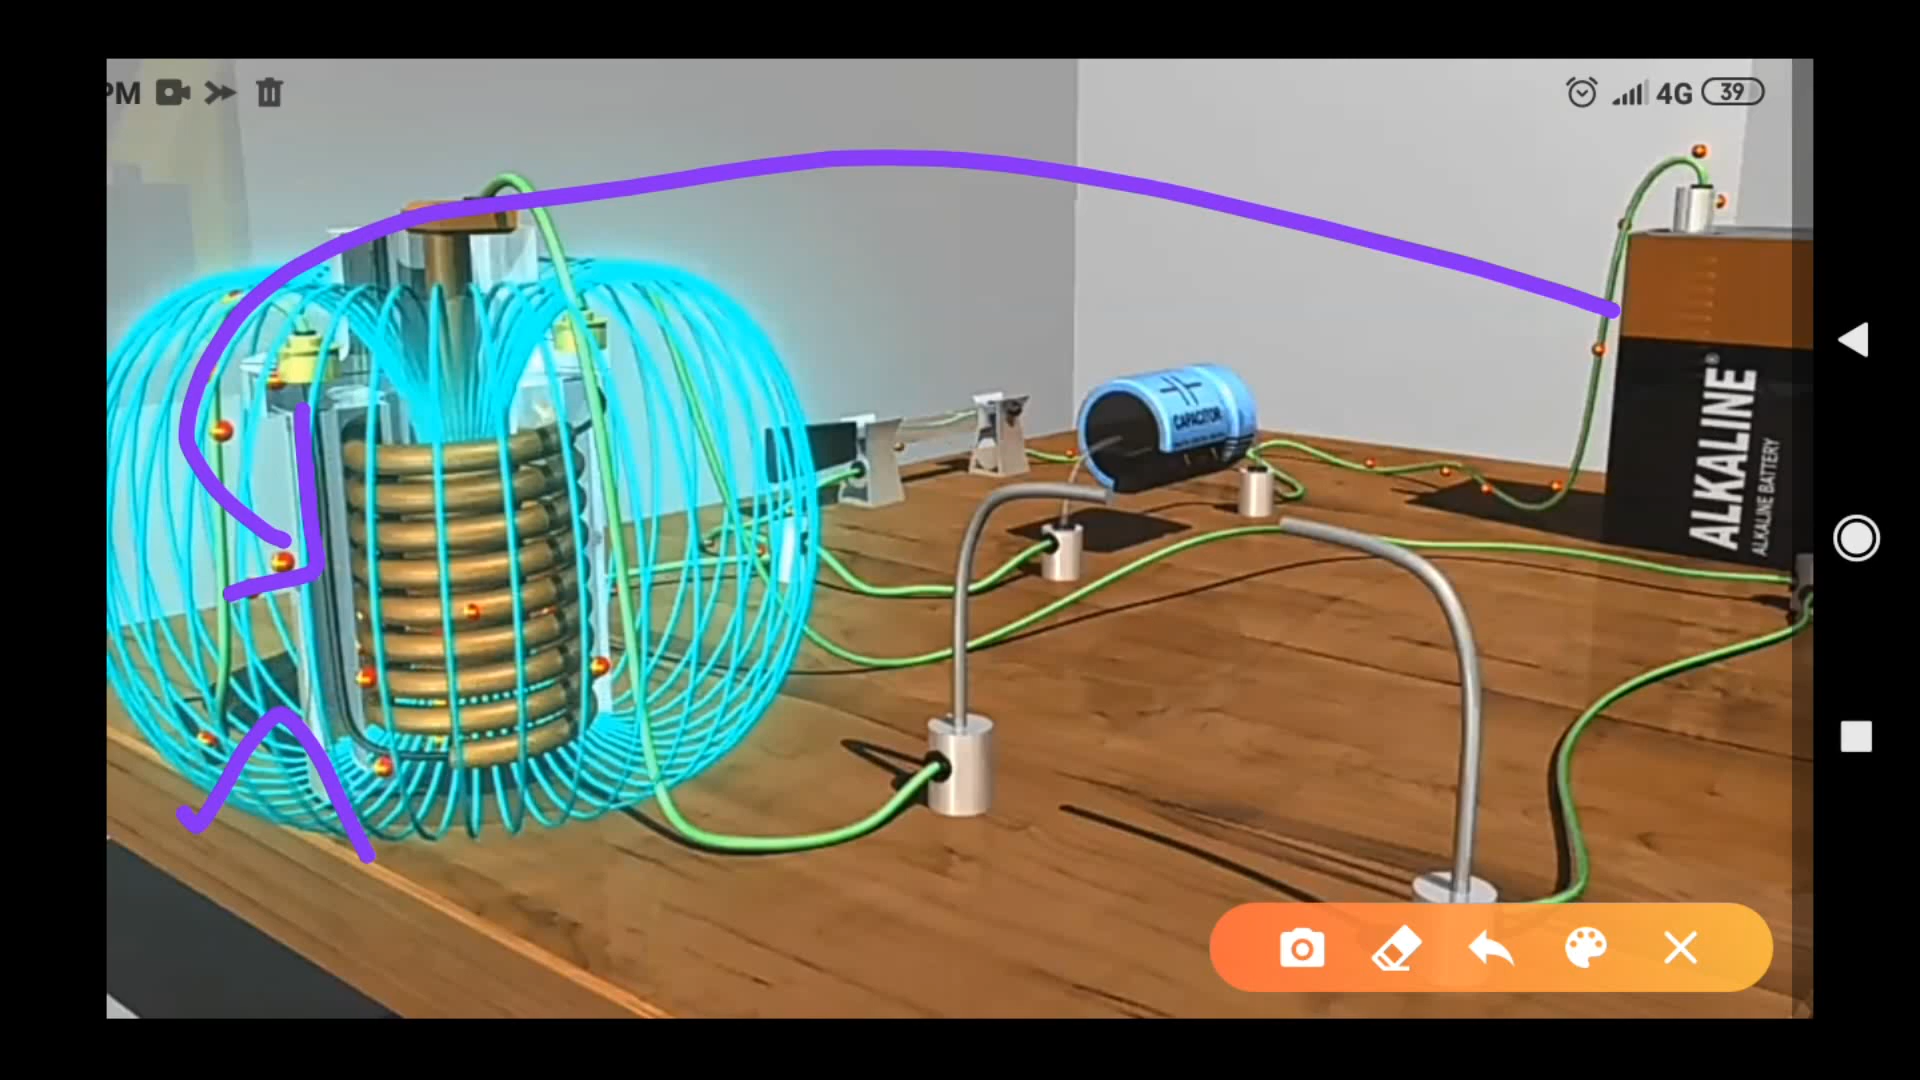 PM
4G
39
CAPACITOR
ALKALINE
ALKALINE BATTERY